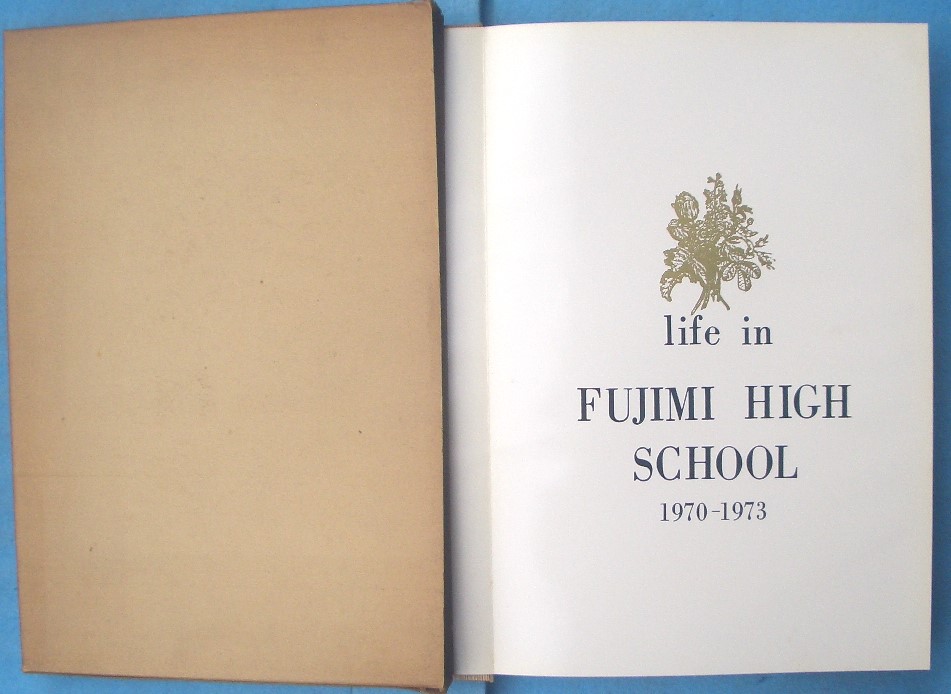 life in
FUJIMI HIGH
SCHOOL
1970-1973